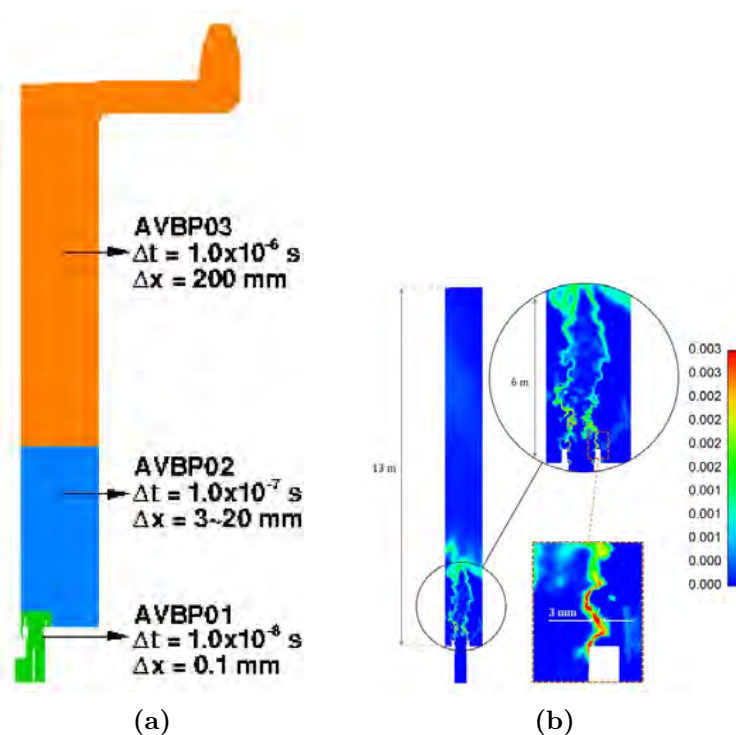 AVBP03
Δt = 1.0x10⁻⁶ s
Δx = 200 mm
AVBP02
Δt = 1.0x10⁻⁷ s
Δx = 3~20 mm
AVBP01
Δt = 1.0x10⁻⁸ s
Δx = 0.1 mm
(a)
13 m
6 m
3 mm
0.003
0.003
0.002
0.002
0.002
0.002
0.001
0.001
0.000
0.000
(b)